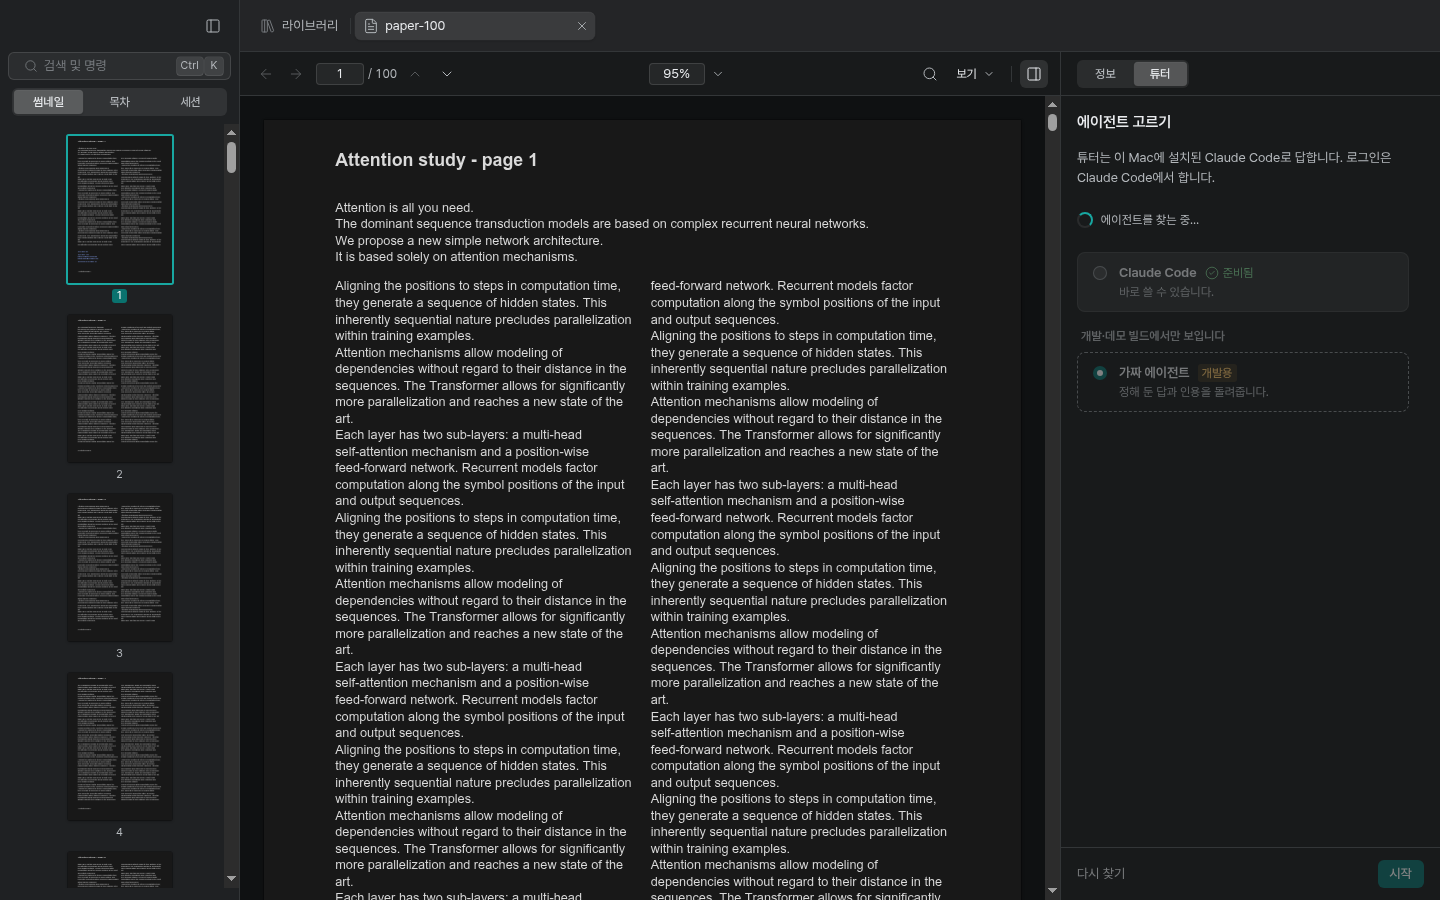 라이브러리
paper-100
검색 및 명령
Ctrl K
썸네일 목차 세션
1
2
3
4
1 / 100
95%
보기
Attention study - page 1
Attention is all you need.
The dominant sequence transduction models are based on complex recurrent neural networks.
We propose a new simple network architecture.
It is based solely on attention mechanisms.
Aligning the positions to steps in computation time,
they generate a sequence of hidden states. This
inherently sequential nature precludes parallelization
within training examples.
Attention mechanisms allow modeling of
dependencies without regard to their distance in the
sequences. The Transformer allows for significantly
more parallelization and reaches a new state of the
art.
Each layer has two sub-layers: a multi-head
self-attention mechanism and a position-wise
feed-forward network. Recurrent models factor
computation along the symbol positions of the input
and output sequences.
Aligning the positions to steps in computation time,
they generate a sequence of hidden states. This
inherently sequential nature precludes parallelization
within training examples.
Attention mechanisms allow modeling of
dependencies without regard to their distance in the
sequences. The Transformer allows for significantly
more parallelization and reaches a new state of the
art.
Each layer has two sub-layers: a multi-head
self-attention mechanism and a position-wise
feed-forward network. Recurrent models factor
computation along the symbol positions of the input
and output sequences.
Aligning the positions to steps in computation time,
they generate a sequence of hidden states. This
inherently sequential nature precludes parallelization
within training examples.
Attention mechanisms allow modeling of
dependencies without regard to their distance in the
sequences. The Transformer allows for significantly
more parallelization and reaches a new state of the
art.
Each layer has two sub-layers: a multi-head
feed-forward network. Recurrent models factor
computation along the symbol positions of the input
and output sequences.
Aligning the positions to steps in computation time,
they generate a sequence of hidden states. This
inherently sequential nature precludes parallelization
within training examples.
Attention mechanisms allow modeling of
dependencies without regard to their distance in the
sequences. The Transformer allows for significantly
more parallelization and reaches a new state of the
art.
Each layer has two sub-layers: a multi-head
self-attention mechanism and a position-wise
feed-forward network. Recurrent models factor
computation along the symbol positions of the input
and output sequences.
Aligning the positions to steps in computation time,
they generate a sequence of hidden states. This
inherently sequential nature precludes parallelization
within training examples.
Attention mechanisms allow modeling of
dependencies without regard to their distance in the
sequences. The Transformer allows for significantly
more parallelization and reaches a new state of the
art.
Each layer has two sub-layers: a multi-head
self-attention mechanism and a position-wise
feed-forward network. Recurrent models factor
computation along the symbol positions of the input
and output sequences.
Aligning the positions to steps in computation time,
they generate a sequence of hidden states. This
inherently sequential nature precludes parallelization
within training examples.
Attention mechanisms allow modeling of
dependencies without regard to their distance in the
sequences. The Transformer allows for significantly
정보 튜터
에이전트 고르기
튜터는 이 Mac에 설치된 Claude Code로 답합니다. 로그인은
Claude Code에서 합니다.
에이전트를 찾는 중...
Claude Code 준비됨
바로 쓸 수 있습니다.
개발·데모 빌드에서만 보입니다
가짜 에이전트 개발용
정해 둔 답과 인용을 돌려줍니다.
다시 찾기
시작